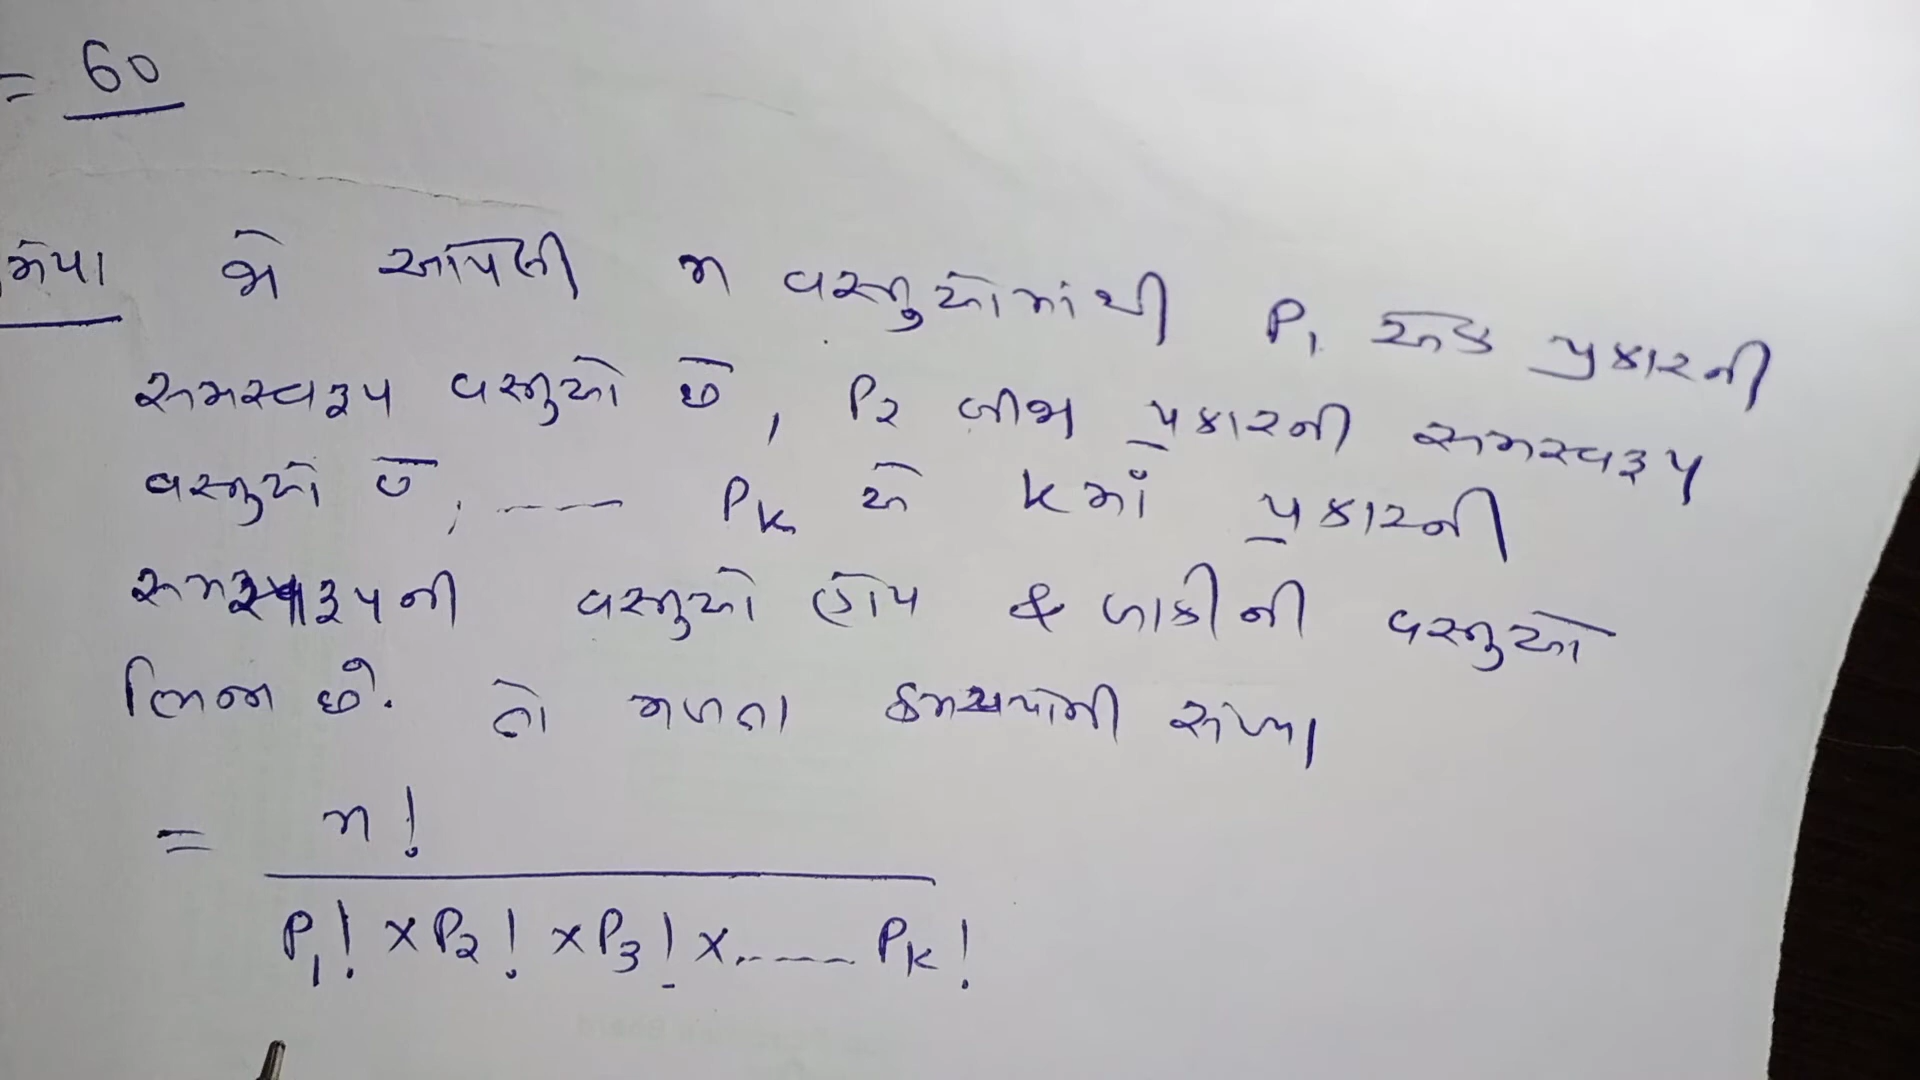 = 60
મેય। જો આપેલી n વસ્તુઓમાંથી P₁ એક પ્રકારની
સમસ્વરૂપ વસ્તુઓ છે, P₂ બીજા પ્રકારની સમસ્વરૂપ
વસ્તુઓ છે, ---- Pₖ એ k માઁ પ્રકારની
સમસ્વરૂપની વસ્તુઓ હોય & બાકીની વસ્તુઓ
ભિન્ન છે. તો મળતા ક્રમચયોની સંખ્યા
= n!
P₁! × P₂! × P₃! × ..---- Pₖ!